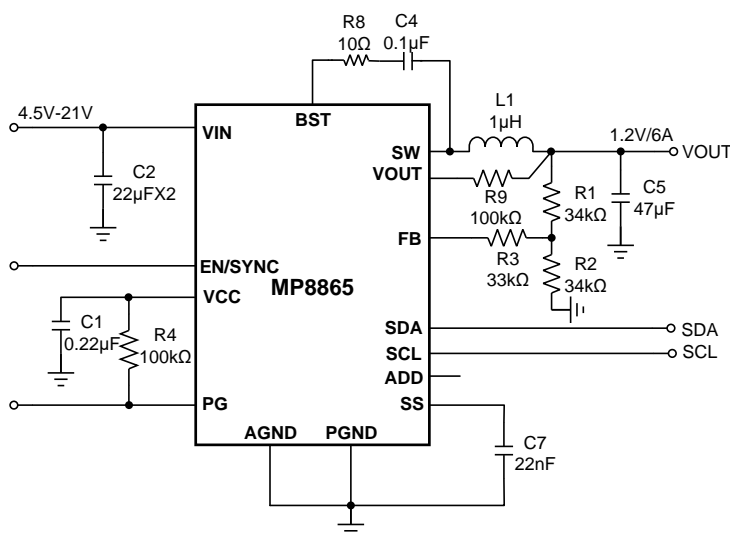 R8
10Ω
C4
0.1µF
4.5V-21V
VIN
BST
L1
1µH
1.2V/6A
SW
VOUT
VOUT
C2
22µFX2
R9
100kΩ
R1
34kΩ
C5
47µF
FB
R3
33kΩ
R2
34kΩ
EN/SYNC
MP8865
VCC
C1
0.22µF
R4
100kΩ
SDA
SDA
SCL
SCL
ADD
PG
SS
AGND
PGND
C7
22nF